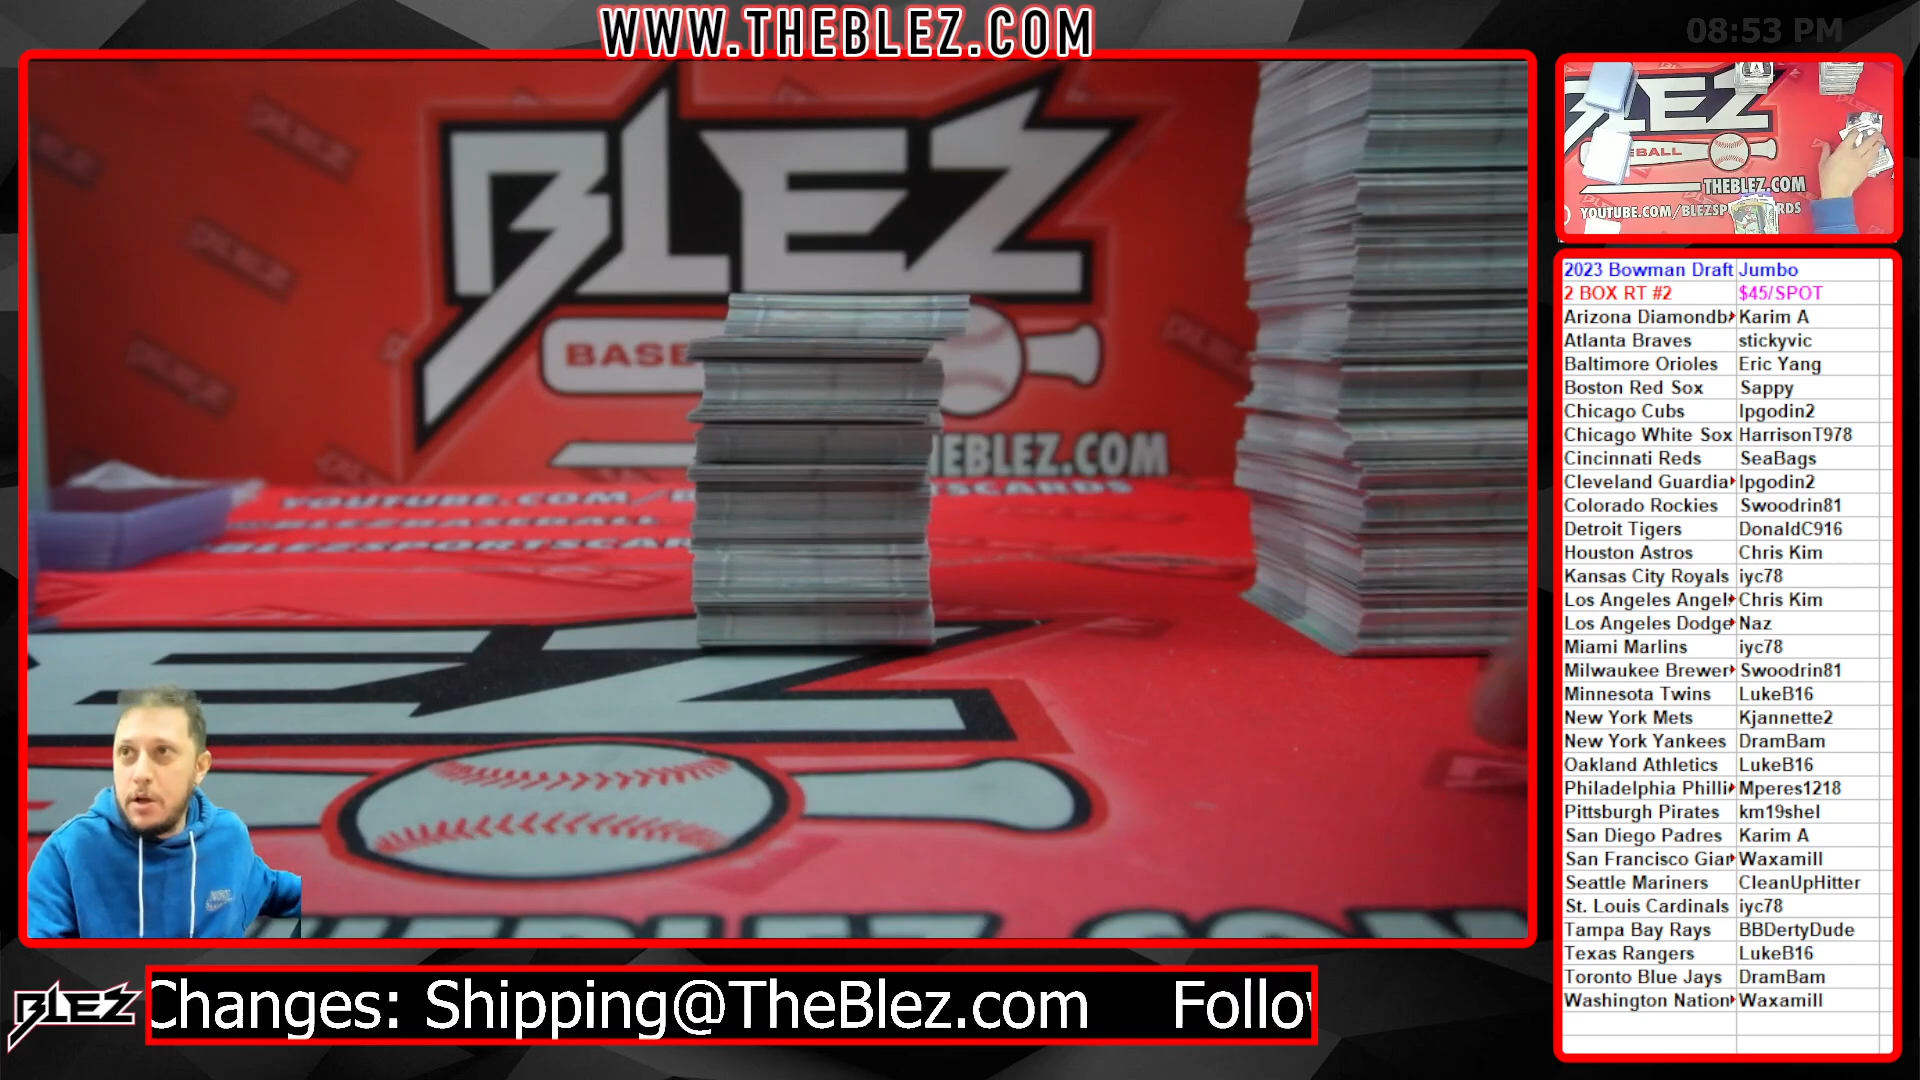 WWW.THEBLEZ.COM
08:53 PM
BLEZ
BASE
THEBLEZ.COM
YOUTUBE.COM/B
SCARDS
EZ
BALL
THEBLEZ.COM
YOUTUBE.COM/BLEZSP RDS
2023 Bowman Draft Jumbo
2 BOX RT #2 $45/SPOT
Arizona Diamondb Karim A
Atlanta Braves stickyvic
Baltimore Orioles Eric Yang
Boston Red Sox Sappy
Chicago Cubs lpgodin2
Chicago White Sox HarrisonT978
Cincinnati Reds SeaBags
Cleveland Guardia lpgodin2
Colorado Rockies Swoodrin81
Detroit Tigers DonaldC916
Houston Astros Chris Kim
Kansas City Royals iyc78
Los Angeles Angel Chris Kim
Los Angeles Dodge Naz
Miami Marlins iyc78
Milwaukee Brewer Swoodrin81
Minnesota Twins LukeB16
New York Mets Kjannette2
New York Yankees DramBam
Oakland Athletics LukeB16
Philadelphia Philli Mperes1218
Pittsburgh Pirates km19shel
San Diego Padres Karim A
San Francisco Gian Waxamill
Seattle Mariners CleanUpHitter
St. Louis Cardinals iyc78
Tampa Bay Rays BBDertyDude
Texas Rangers LukeB16
Toronto Blue Jays DramBam
Washington Nation Waxamill
BLEZ
Changes: Shipping@TheBlez.com Follow